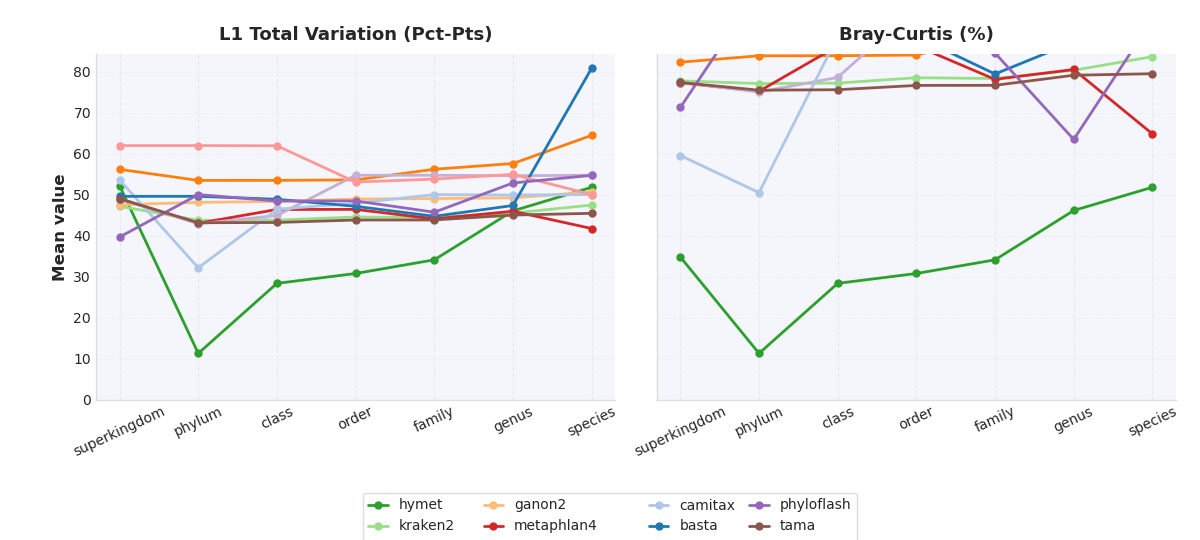 L1 Total Variation (Pct-Pts)
Bray-Curtis (%)
Mean value
80
70
60
50
40
30
20
10
0
superkingdom
phylum
class
order
family
genus
species
superkingdom
phylum
class
order
family
genus
species
hymet
ganon2
camitax
phyloflash
kraken2
metaphlan4
basta
tama